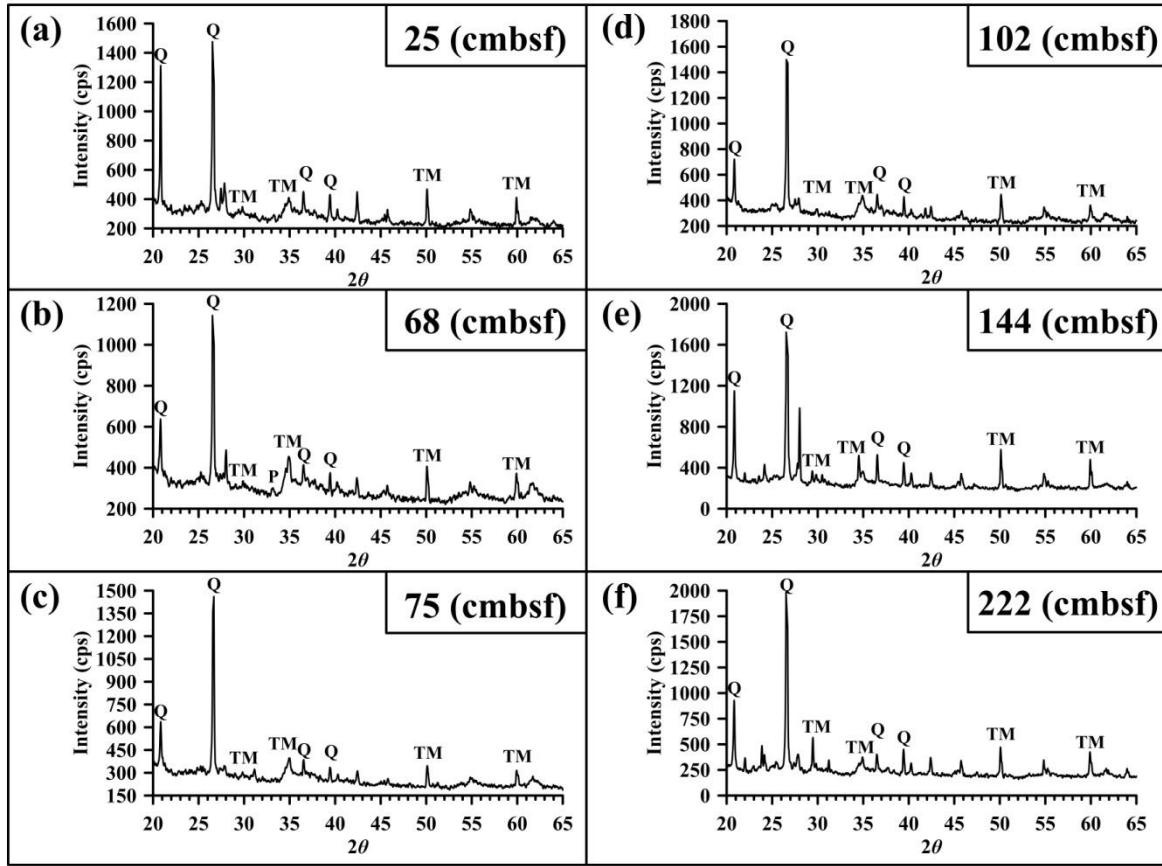 (a)
25 (cmbsf)
Intensity (cps)
1600
1400
1200
1000
800
600
400
200
Q
Q
TM
TM
Q
Q
TM
TM
20 25 30 35 40 45 50 55 60 65
2θ
(d)
102 (cmbsf)
Intensity (cps)
1800
1600
1400
1200
1000
800
600
400
200
Q
Q
TM
TM
Q
Q
TM
TM
20 25 30 35 40 45 50 55 60 65
2θ
(b)
68 (cmbsf)
Intensity (cps)
1200
1000
800
600
400
200
Q
Q
TM
P
TM
Q
Q
TM
TM
20 25 30 35 40 45 50 55 60 65
2θ
(e)
144 (cmbsf)
Intensity (cps)
2000
1600
1200
800
400
0
Q
Q
TM
TM
Q
Q
TM
TM
20 25 30 35 40 45 50 55 60 65
2θ
(c)
75 (cmbsf)
Intensity (cps)
1500
1350
1200
1050
900
750
600
450
300
150
Q
Q
TM
TM
Q
Q
TM
TM
20 25 30 35 40 45 50 55 60 65
2θ
(f)
222 (cmbsf)
Intensity (cps)
2000
1750
1500
1250
1000
750
500
250
0
Q
Q
TM
TM
Q
Q
TM
TM
20 25 30 35 40 45 50 55 60 65
2θ